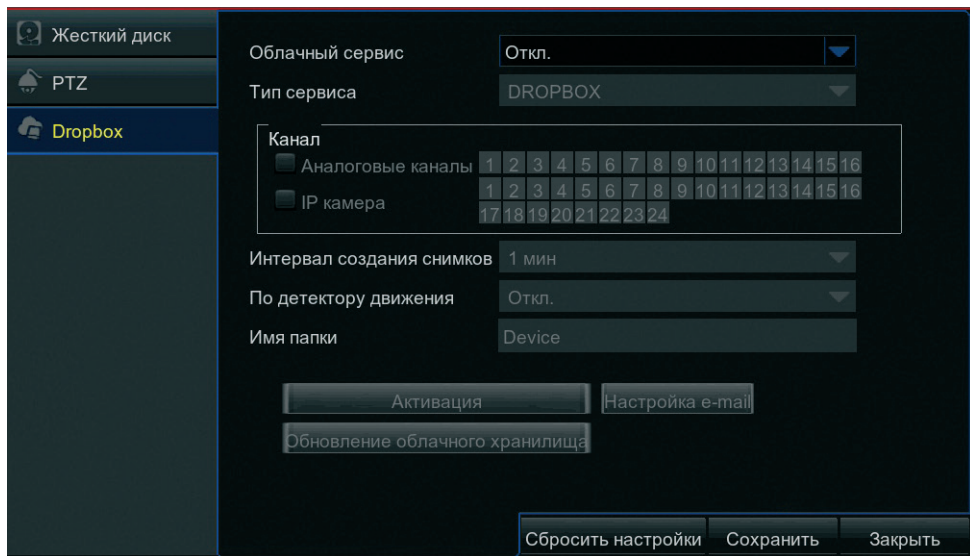 Жесткий диск
PTZ
Dropbox
Облачный сервис Откл.
Тип сервиса DROPBOX
Канал
Аналоговые каналы 1 2 3 4 5 6 7 8 9 10 11 12 13 14 15 16
IP камера 1 2 3 4 5 6 7 8 9 10 11 12 13 14 15 16
17 18 19 20 21 22 23 24
Интервал создания снимков 1 мин
По детектору движения Откл.
Имя папки Device
Активация Настройка e-mail
Обновление облачного хранилища
Сбросить настройки Сохранить Закрыть